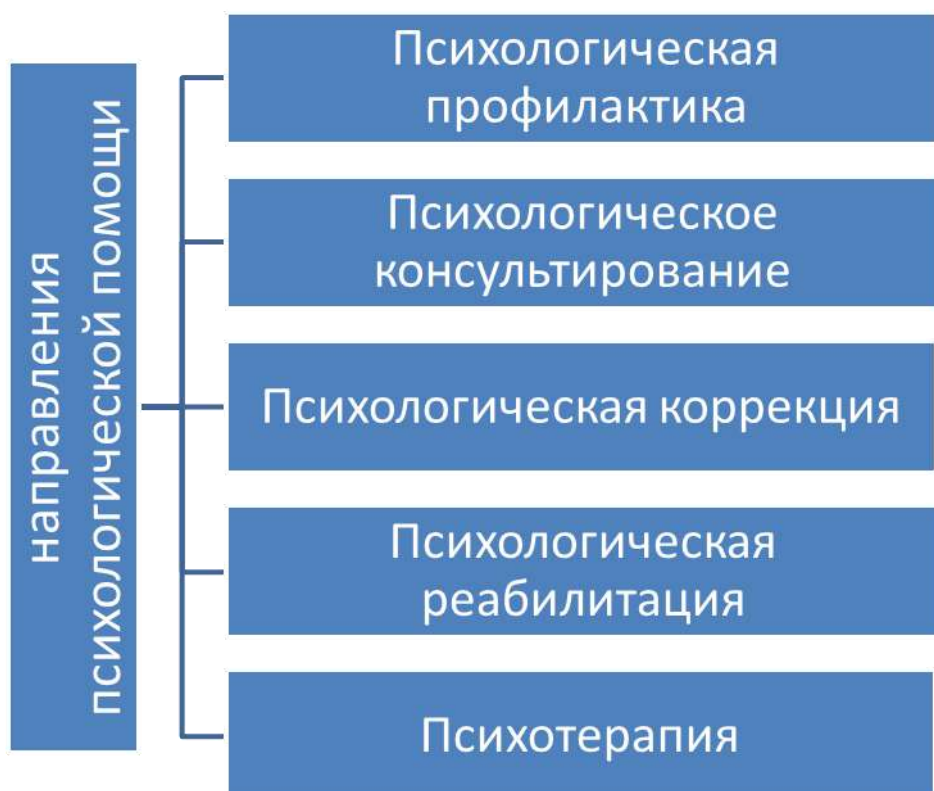 направления
психологической помощи
Психологическая
профилактика
Психологическое
консультирование
Психологическая коррекция
Психологическая
реабилитация
Психотерапия